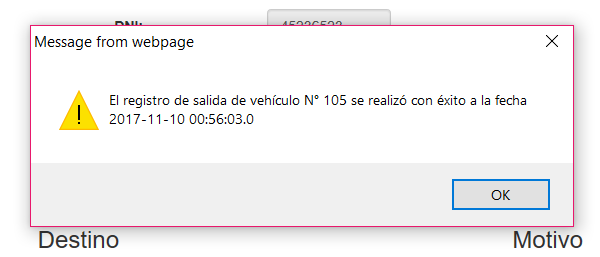 Message from webpage
El registro de salida de vehículo N° 105 se realizó con éxito a la fecha
2017-11-10 00:56:03.0
OK
Destino Motivo